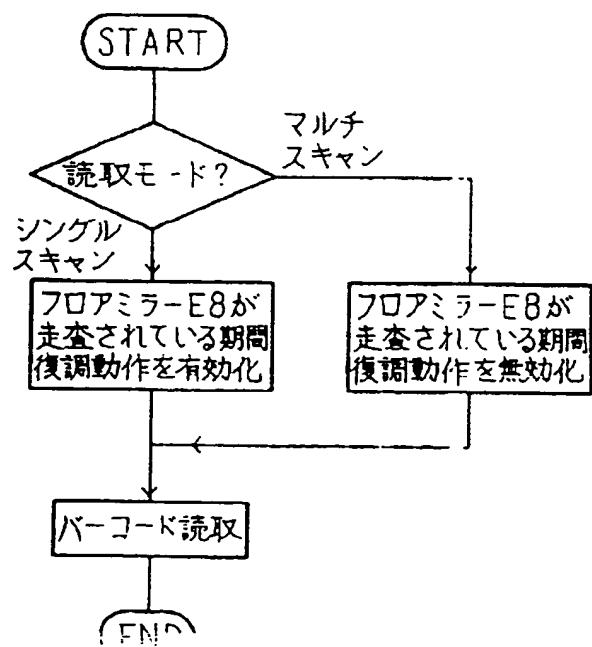 START
マルチ
スキャン
読取モード?
シングル
スキャン
フロアミラーE8が
走査されている期間
復調動作を有効化
フロアミラーE8が
走査されている期間
復調動作を無効化
バーコード読取
END